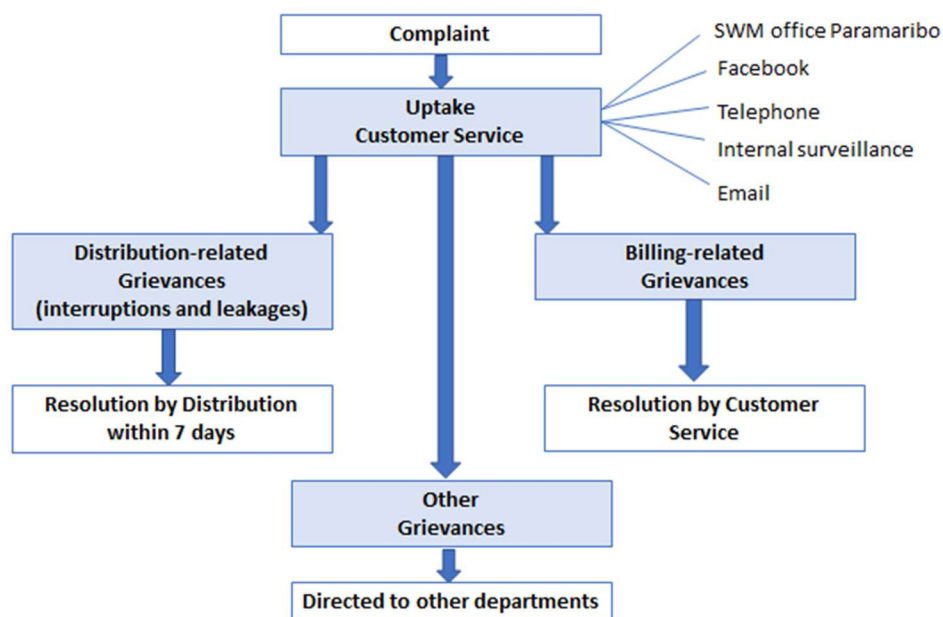 Complaint
SWM office Paramaribo
Facebook
Telephone
Internal surveillance
Email
Uptake
Customer Service
Distribution-related
Grievances
(interruptions and leakages)
Billing-related
Grievances
Resolution by Distribution
within 7 days
Resolution by Customer
Service
Other
Grievances
Directed to other departments